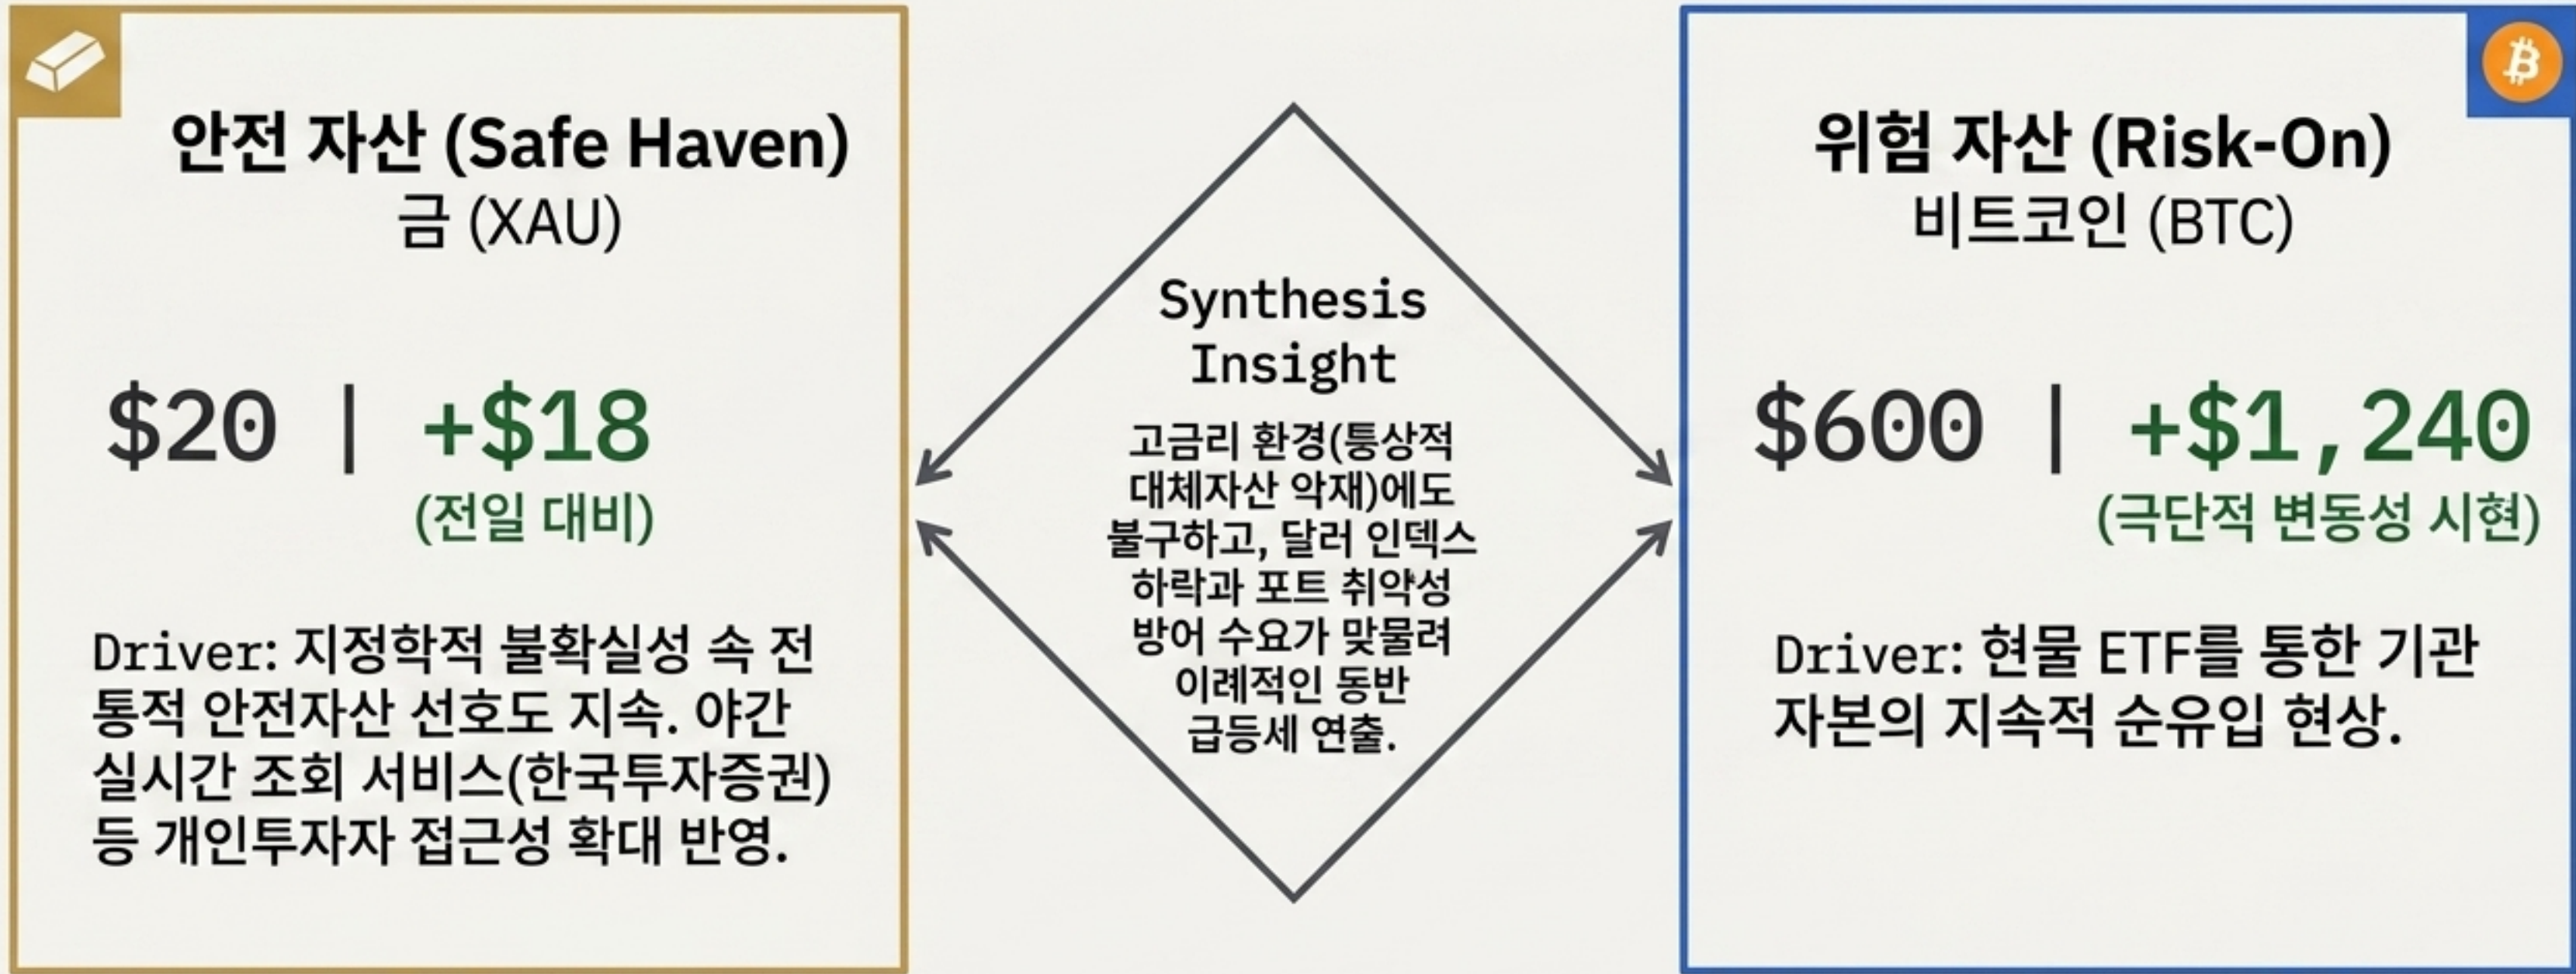 안전 자산 (Safe Haven)
금 (XAU)
$20 | +$18
(전일 대비)
Driver: 지정학적 불확실성 속 전
통적 안전자산 선호도 지속. 야간
실시간 조회 서비스(한국투자증권)
등 개인투자자 접근성 확대 반영.
Synthesis
Insight
고금리 환경(통상적
대체자산 악재)에도
불구하고, 달러 인덱스
하락과 포트 취약성
방어 수요가 맞물려
이례적인 동반
급등세 연출.
위험 자산 (Risk-On)
비트코인 (BTC)
$600 | +$1,240
(극단적 변동성 시현)
Driver: 현물 ETF를 통한 기관
자본의 지속적 순유입 현상.